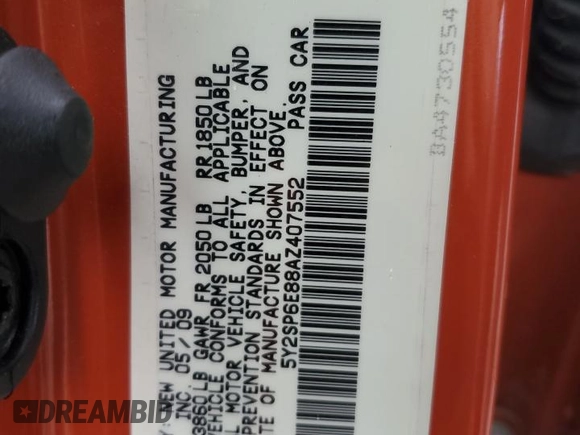 Y: NEW UNITED MOTOR MANUFACTURING
INC 05/09
3860 LB GAWR FR 2050 LB RR 1850 LB
VEHICLE CONFORMS TO ALL APPLICABLE
L MOTOR VEHICLE SAFETY, BUMPER, AND
PREVENTION STANDARDS IN EFFECT ON
ATE OF MANUFACTURE SHOWN ABOVE.
5Y2SP6E88AZ407552 PASS CAR
BA4730554
DREAMBID